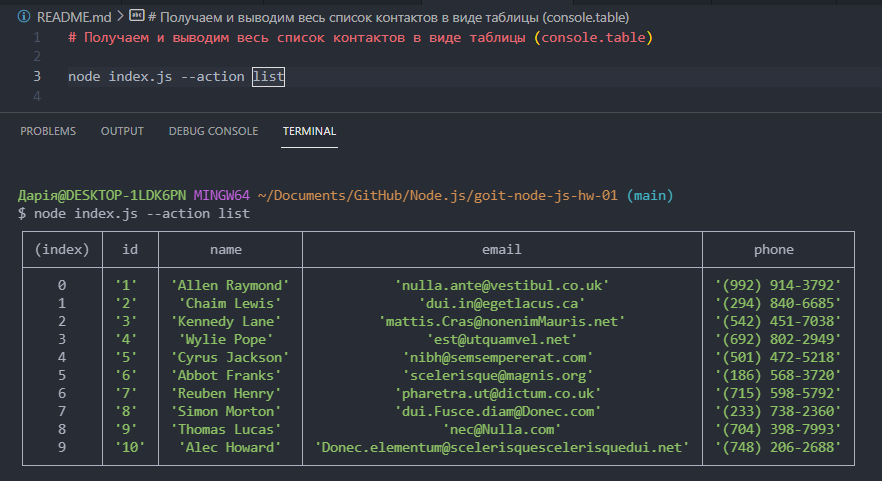 README.md > # Получаем и выводим весь список контактов в виде таблицы (console.table)
1 # Получаем и выводим весь список контактов в виде таблицы (console.table)
2
3 node index.js --action list
4
PROBLEMS OUTPUT DEBUG CONSOLE TERMINAL
Дарія@DESKTOP-1LDK6PN MINGW64 ~/Documents/GitHub/Node.js/goit-node-js-hw-01 (main)
$ node index.js --action list
(index) id name email phone
0 '1' 'Allen Raymond' 'nulla.ante@vestibul.co.uk' '(992) 914-3792'
1 '2' 'Chaim Lewis' 'dui.in@egetlacus.ca' '(294) 840-6685'
2 '3' 'Kennedy Lane' 'mattis.Cras@nonenimMauris.net' '(542) 451-7038'
3 '4' 'Wylie Pope' 'est@utquamvel.net' '(692) 802-2949'
4 '5' 'Cyrus Jackson' 'nibh@semsempererat.com' '(501) 472-5218'
5 '6' 'Abbot Franks' 'scelerisque@magnis.org' '(186) 568-3720'
6 '7' 'Reuben Henry' 'pharetra.ut@dictum.co.uk' '(715) 598-5792'
7 '8' 'Simon Morton' 'dui.Fusce.diam@Donec.com' '(233) 738-2360'
8 '9' 'Thomas Lucas' 'nec@Nulla.com' '(704) 398-7993'
9 '10' 'Alec Howard' 'Donec.elementum@scelerisquescelerisquedui.net' '(748) 206-2688'